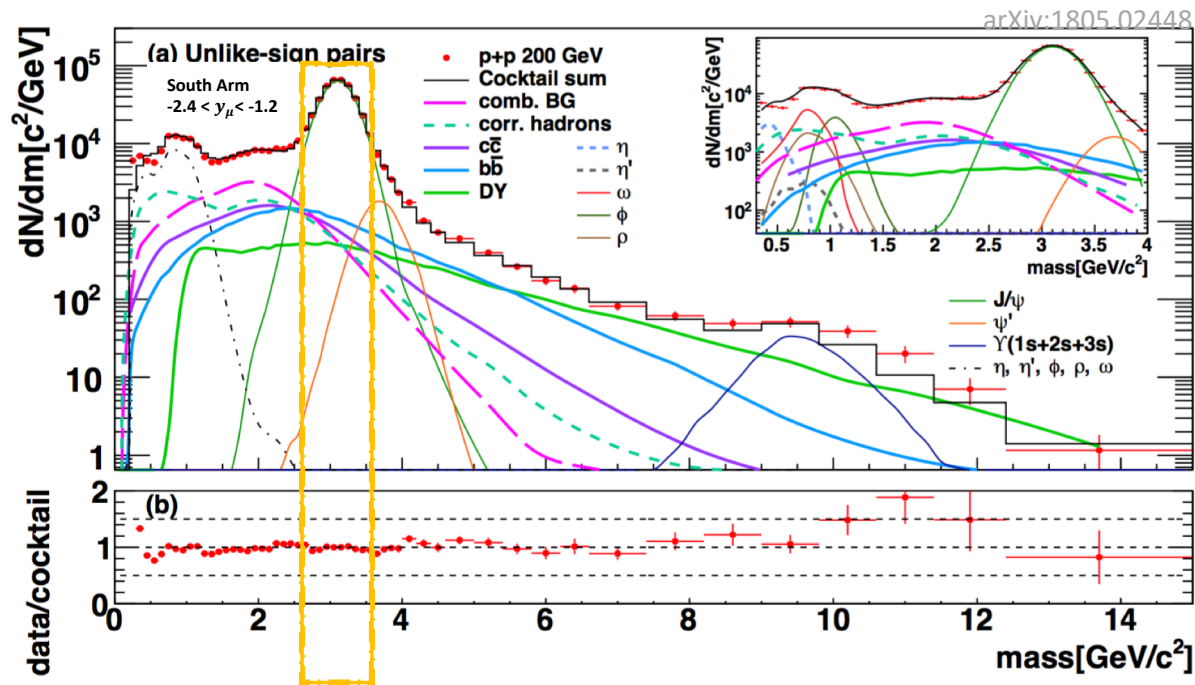 arXiv:1805.02448
(a) Unlike-sign pairs
South Arm
-2.4 < yμ< -1.2
p+p 200 GeV
Cocktail sum
comb. BG
corr. hadrons
cc̅
bb̅
DY
η
η'
ω
ϕ
ρ
dN/dm[c²/GeV]
10⁵
10⁴
10³
10²
10
1
dN/dm[c²/GeV]
10⁴
10³
10²
0.5 1 1.5 2 2.5 3 3.5 4
mass[GeV/c²]
J/ψ
ψ'
ϒ(1s+2s+3s)
η, η', ϕ, ρ, ω
(b)
data/cocktail
2
1
0
0 2 4 6 8 10 12 14
mass[GeV/c²]